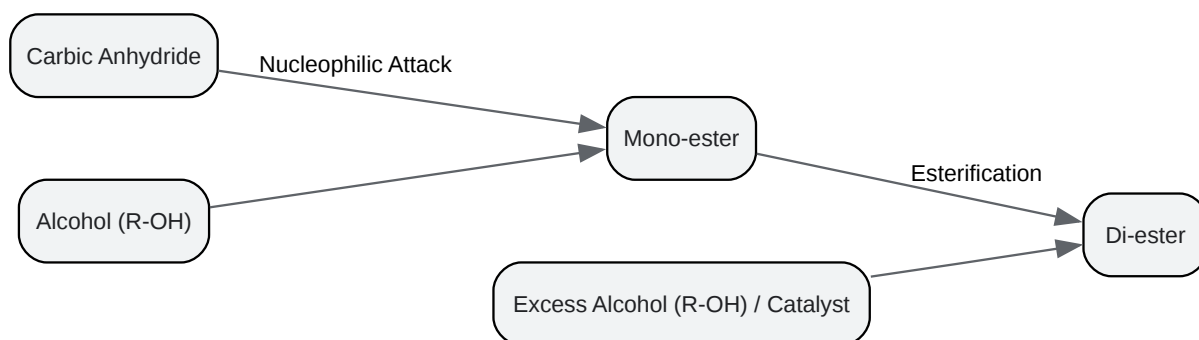 Carbic Anhydride
Nucleophilic Attack
Alcohol (R-OH)
Mono-ester
Esterification
Excess Alcohol (R-OH) / Catalyst
Di-ester